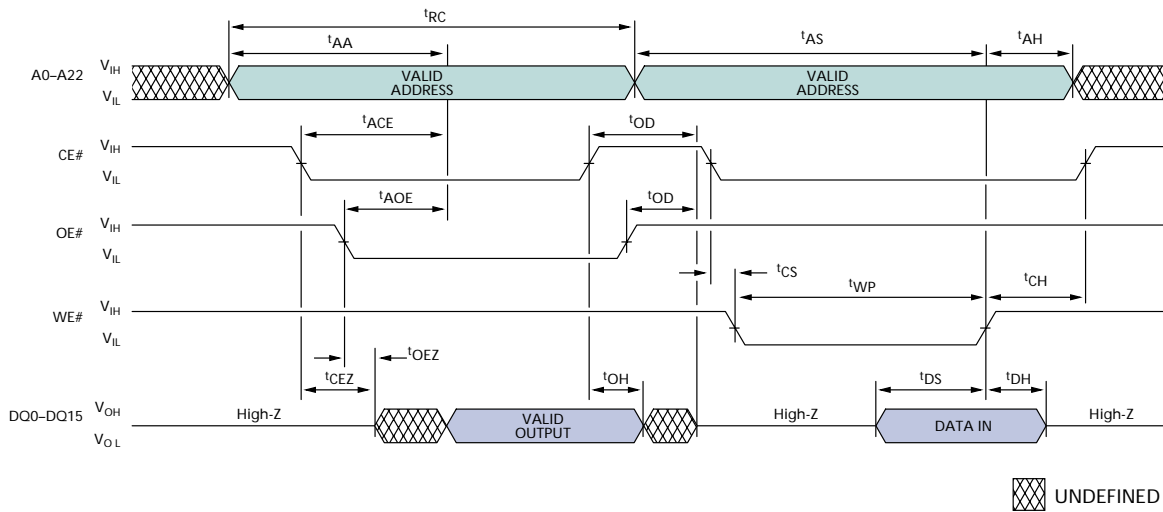 tRC
tAA
tAS
tAH
A0–A22
VIH
VIL
VALID
ADDRESS
VALID
ADDRESS
tACE
tOD
CE#
VIH
VIL
tAOE
tOD
OE#
VIH
VIL
tCS
tWP
tCH
WE#
VIH
VIL
tOEZ
tCEZ
tOH
tDS
tDH
DQ0–DQ15
VOH
VO L
High-Z
VALID
OUTPUT
High-Z
DATA IN
High-Z
UNDEFINED